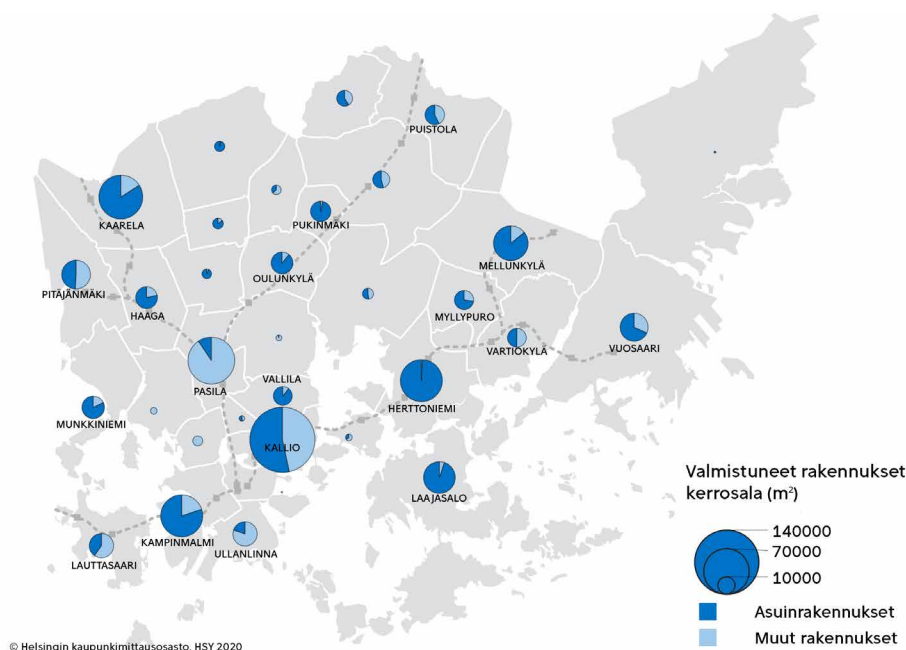 PUISTOLA
KAARELA
PUKINMÄKI
MELLUNKYLÄ
OULUNKYLÄ
PITÄJÄNMÄKI
HAAGA
MYLLYPURO
VARTIOKYLÄ
VUOSAARI
PASILA
VALLILA
HERTTONIEMI
MUNKKINIEMI
KALLIO
LAAJASALO
KAMPINMALMI
ULLANLINNA
LAUTTASAARI
Valmistuneet rakennukset
kerrosala (m²)
140000
70000
10000
Asuinrakennukset
Muut rakennukset
© Helsingin kaupunkimittausosasto, HSY 2020